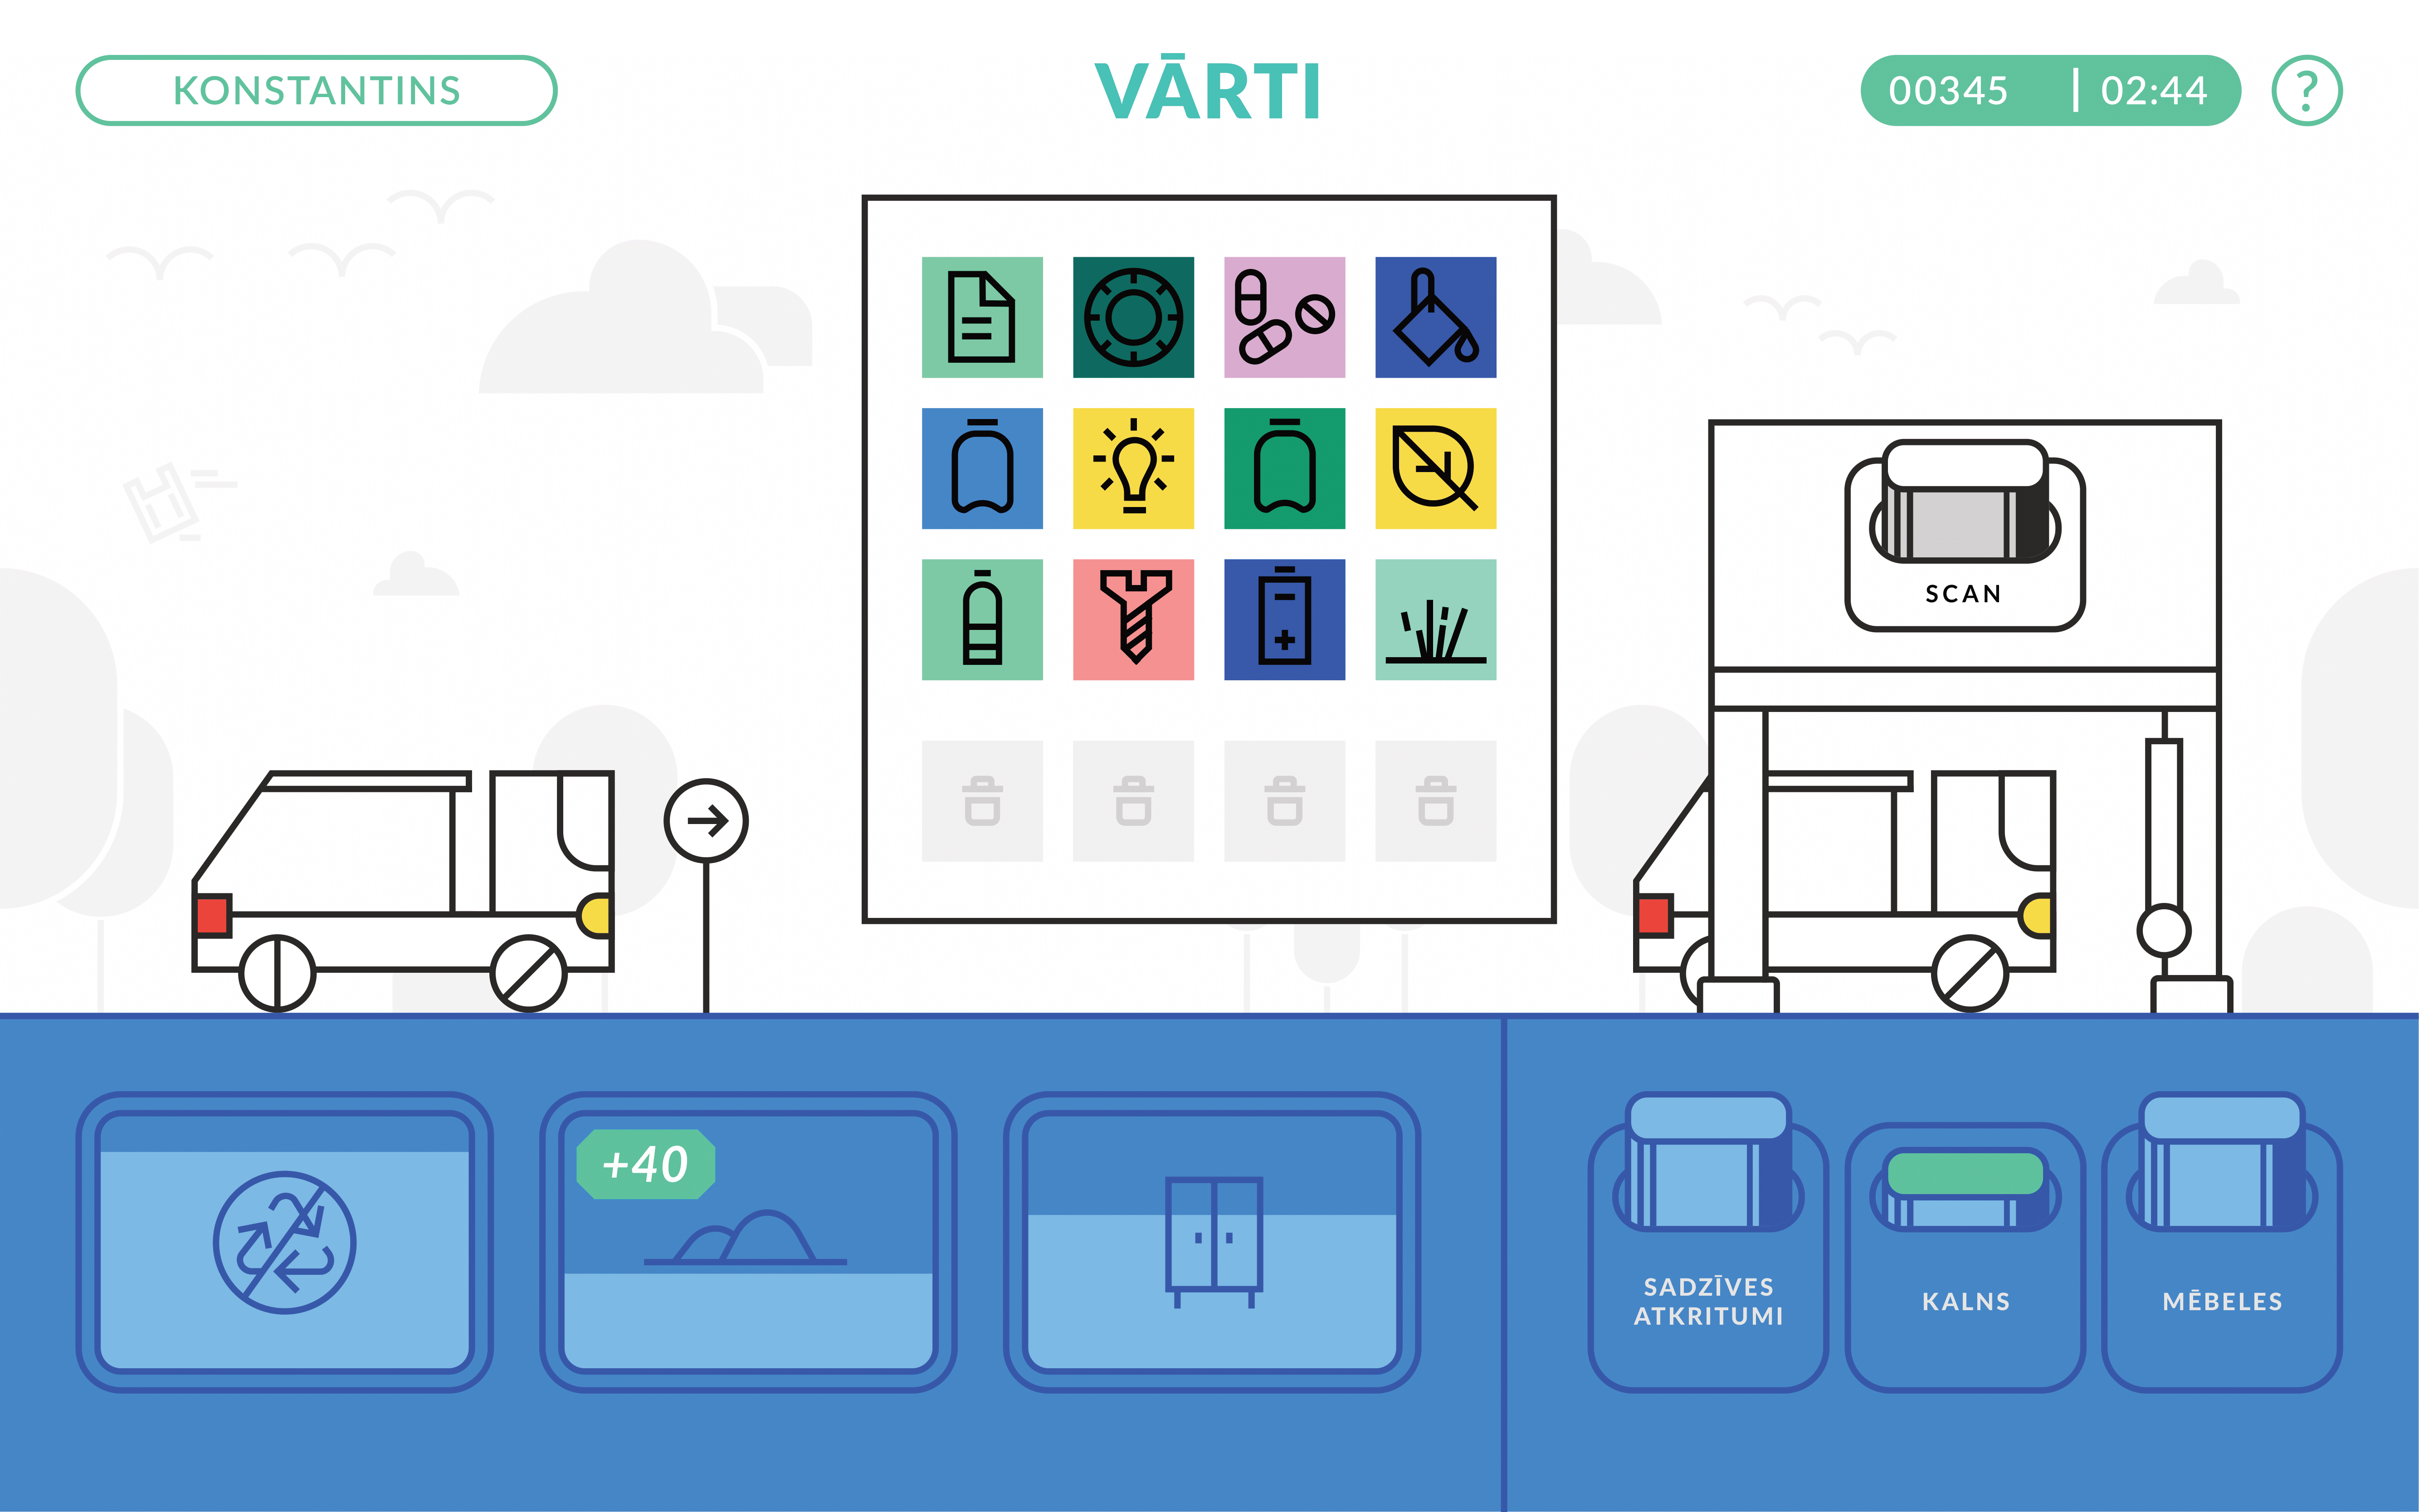 KONSTANTINS
VĀRTI
00345 | 02:44
?
SCAN
+40
SADZĪVES
ATKRITUMI
KALNS
MĒBELES